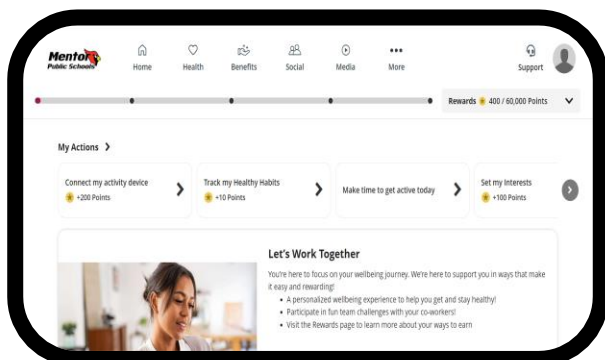 Mentor
Public Schools
Home
Health
Benefits
Social
Media
More
Support
Rewards 400 / 60,000 Points
My Actions
Connect my activity device
+200 Points
Track my Healthy Habits
+10 Points
Make time to get active today
Set my Interests
+100 Points
Let's Work Together
You're here to focus on your wellbeing journey. We're here to support you in ways that make
it easy and rewarding!
• A personalized wellbeing experience to help you get and stay healthy!
• Participate in fun team challenges with your co-workers!
• Visit the Rewards page to learn more about your ways to earn